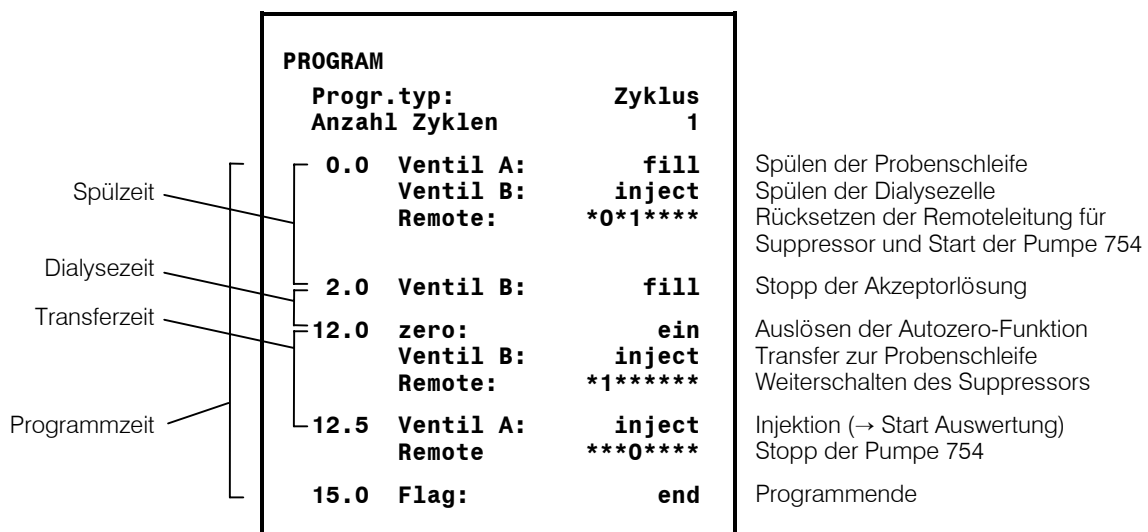 PROGRAM
Progr.typ: Zyklus
Anzahl Zyklen 1
0.0 Ventil A: fill Spülen der Probenschleife
Spülzeit Ventil B: inject Spülen der Dialysezelle
Remote: *0*1**** Rücksetzen der Remoteleitung für
Suppressor und Start der Pumpe 754
Dialysezeit
2.0 Ventil B: fill Stopp der Akzeptorlösung
Transferzeit
12.0 zero: ein Auslösen der Autozero-Funktion
Ventil B: inject Transfer zur Probenschleife
Remote: *1****** Weiterschalten des Suppressors
Programmzeit 12.5 Ventil A: inject Injektion (→ Start Auswertung)
Remote ***0**** Stopp der Pumpe 754
15.0 Flag: end Programmende